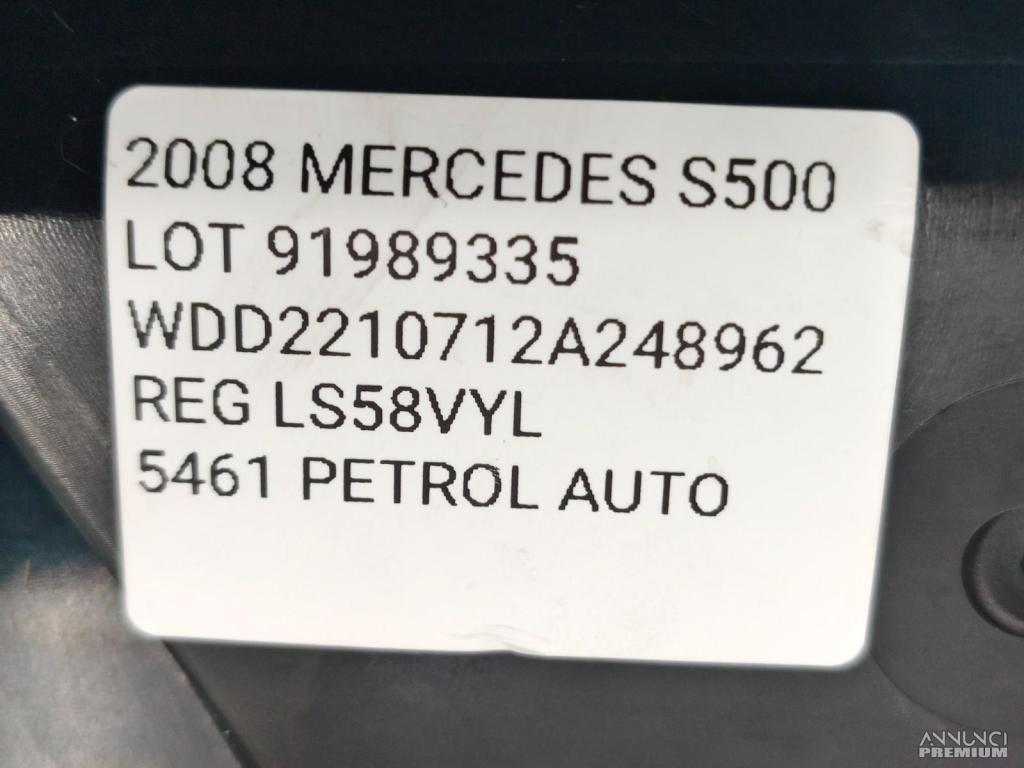 2008 MERCEDES S500
LOT 91989335
WDD2210712A248962
REG LS58VYL
5461 PETROL AUTO
ANNUNCI
PREMIUM